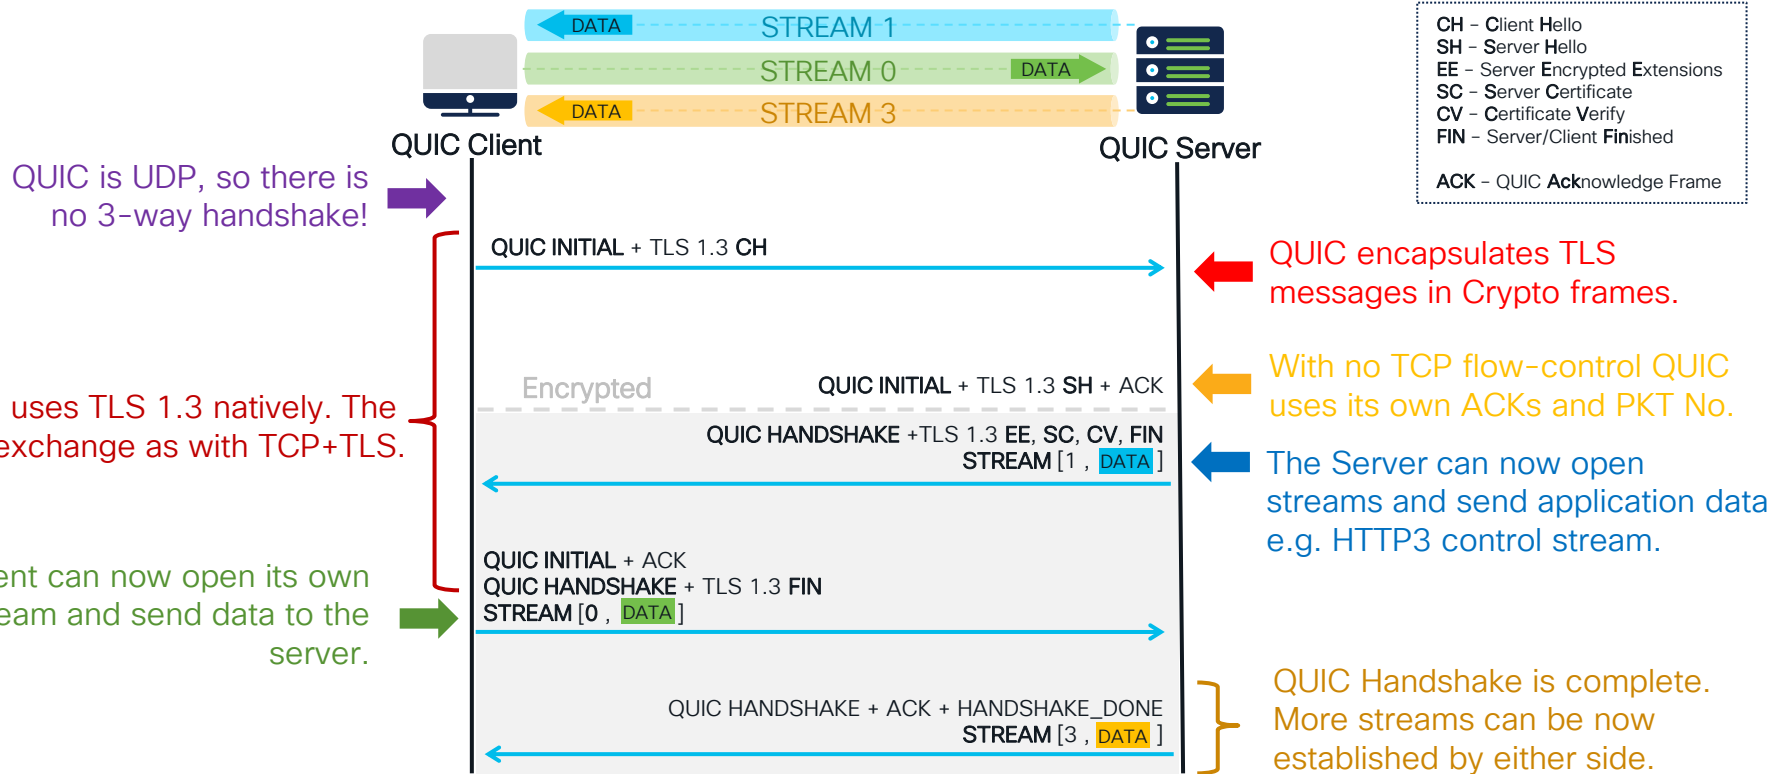 DATA STREAM 1
STREAM 0 DATA
DATA STREAM 3
QUIC Client
QUIC Server
CH – Client Hello
SH – Server Hello
EE – Server Encrypted Extensions
SC – Server Certificate
CV – Certificate Verify
FIN – Server/Client Finished
ACK – QUIC Acknowledge Frame
QUIC is UDP, so there is
no 3-way handshake!
QUIC INITIAL + TLS 1.3 CH
QUIC encapsulates TLS
messages in Crypto frames.
Encrypted
QUIC INITIAL + TLS 1.3 SH + ACK
With no TCP flow-control QUIC
uses its own ACKs and PKT No.
uses TLS 1.3 natively. The
exchange as with TCP+TLS.
QUIC HANDSHAKE +TLS 1.3 EE, SC, CV, FIN
STREAM [1 , DATA ]
The Server can now open
streams and send application data
e.g. HTTP3 control stream.
QUIC INITIAL + ACK
QUIC HANDSHAKE + TLS 1.3 FIN
STREAM [0 , DATA ]
ent can now open its own
eam and send data to the
server.
QUIC HANDSHAKE + ACK + HANDSHAKE_DONE
STREAM [3 , DATA ]
QUIC Handshake is complete.
More streams can be now
established by either side.